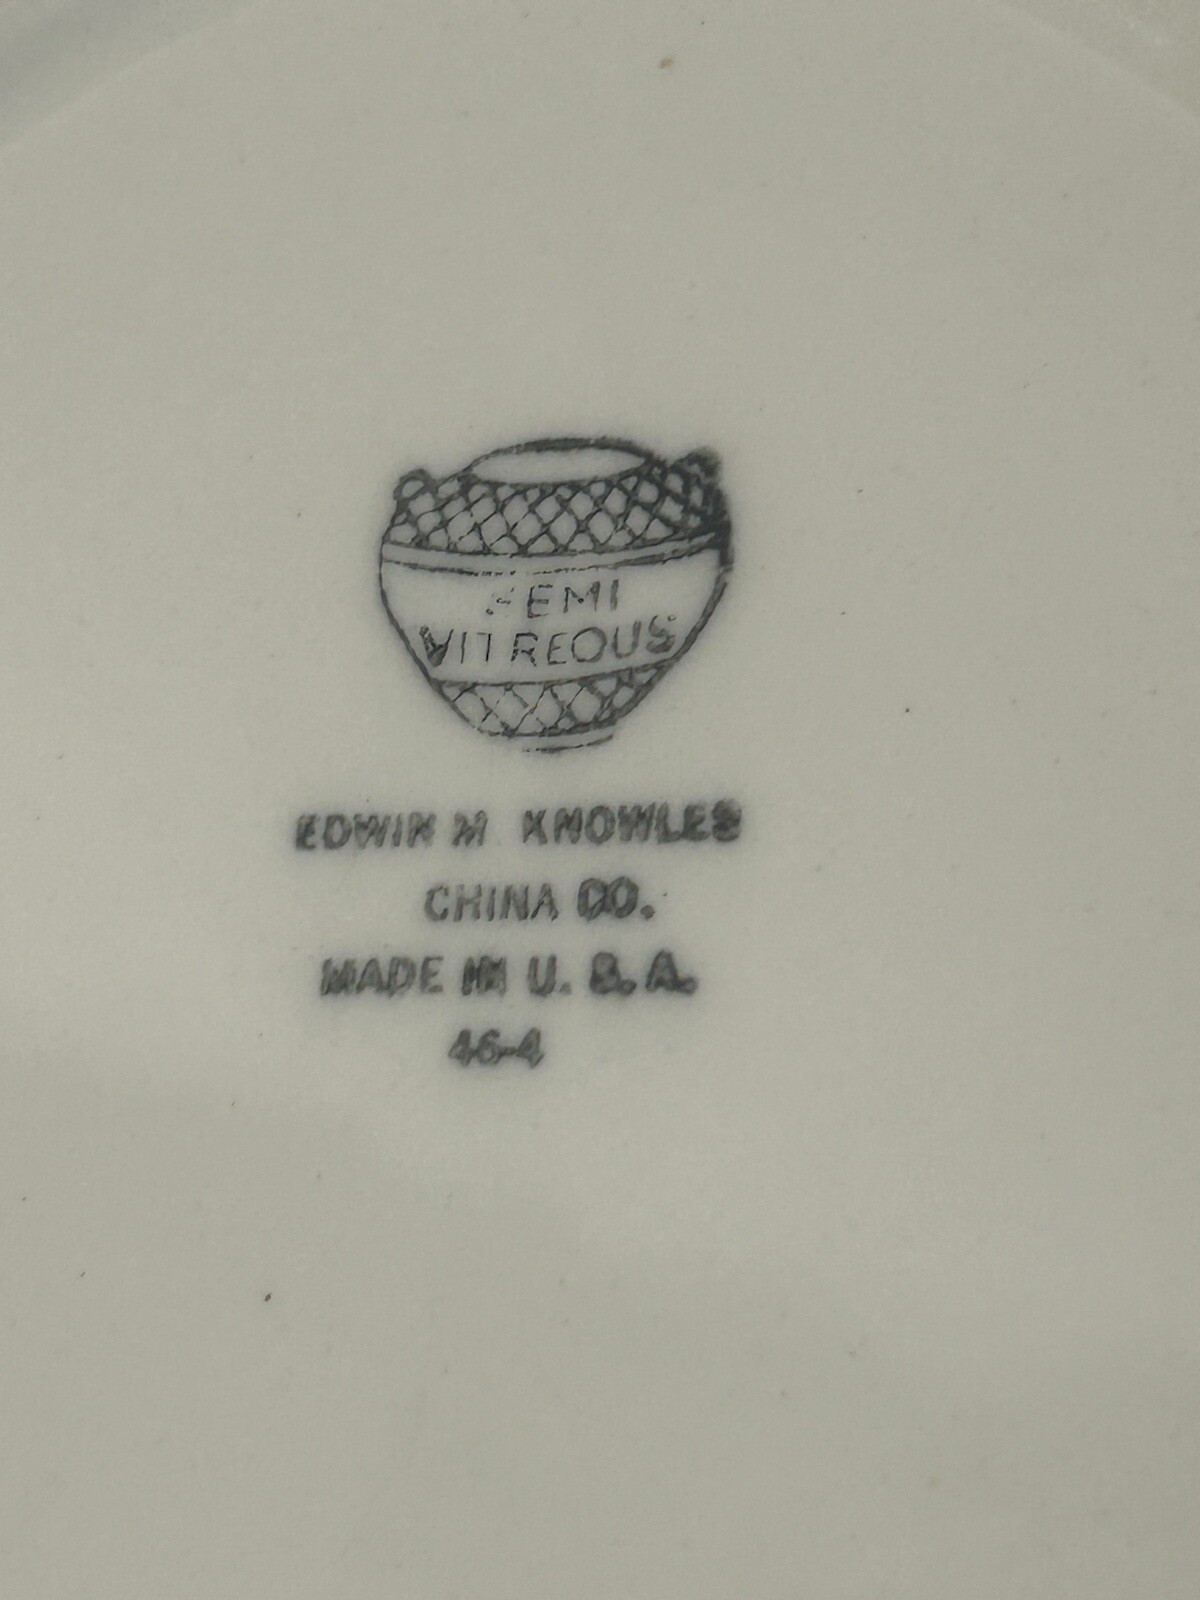 SEMI
VITREOUS
EDWIN M KNOWLES
CHINA CO.
MADE IN U. S. A.
46-4